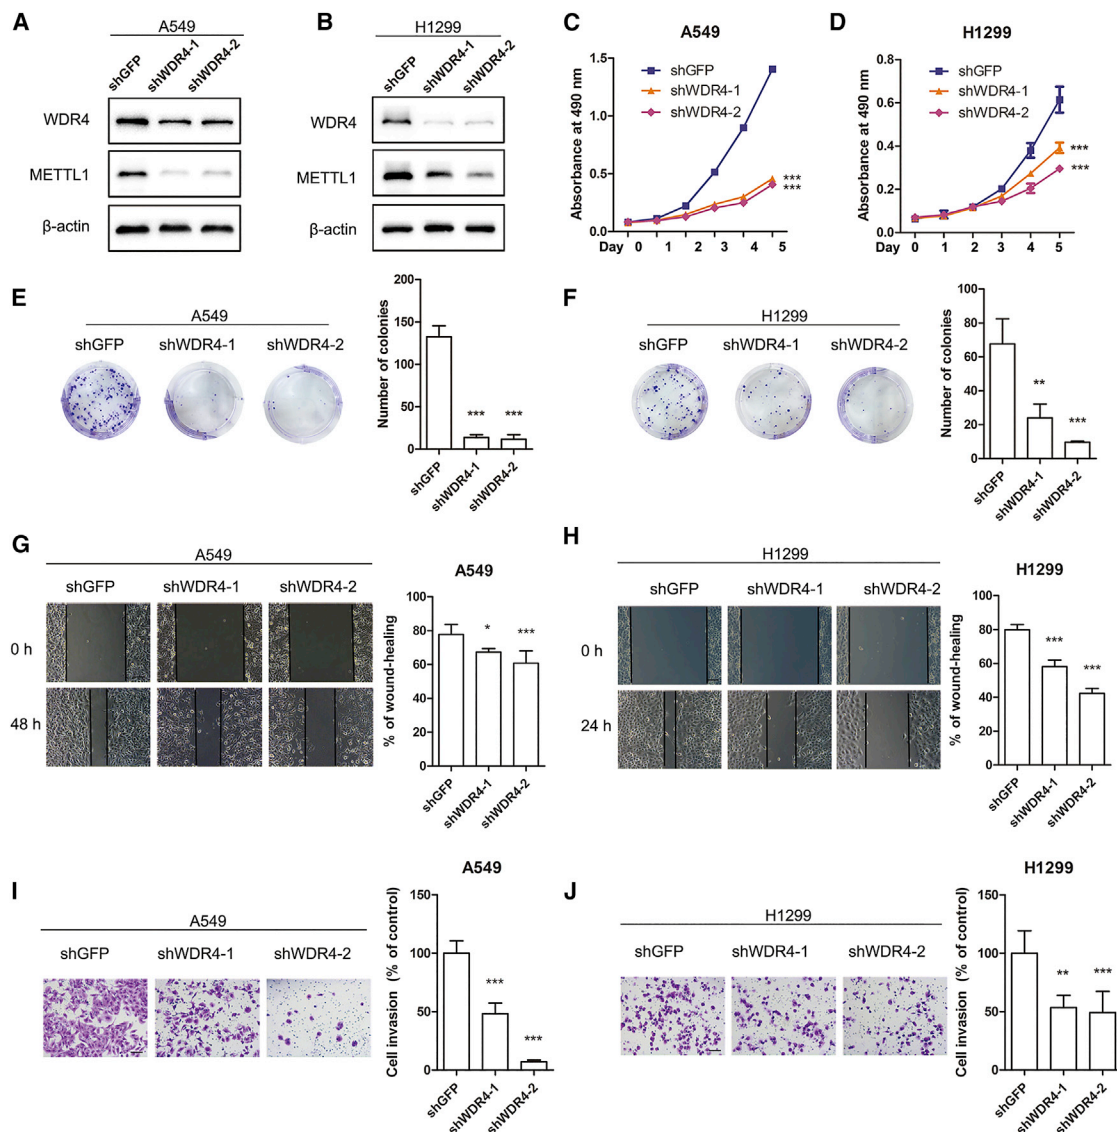 A
A549
shGFP
shWDR4-1
shWDR4-2
WDR4
METTL1
β-actin
B
H1299
shGFP
shWDR4-1
shWDR4-2
WDR4
METTL1
β-actin
C
A549
Absorbance at 490 nm
1.5
1.0
0.5
0.0
shGFP
shWDR4-1
shWDR4-2
***
***
Day 0 1 2 3 4 5
D
H1299
Absorbance at 490 nm
0.8
0.6
0.4
0.2
0.0
shGFP
shWDR4-1
shWDR4-2
***
***
Day 0 1 2 3 4 5
E
A549
shGFP shWDR4-1 shWDR4-2
Number of colonies
200
150
100
50
0
*** ***
shGFP
shWDR4-1
shWDR4-2
F
H1299
shGFP shWDR4-1 shWDR4-2
Number of colonies
100
80
60
40
20
0
**
***
shGFP
shWDR4-1
shWDR4-2
G
A549
shGFP shWDR4-1 shWDR4-2
0 h
48 h
A549
% of wound-healing
100
80
60
40
20
0
* ***
shGFP
shWDR4-1
shWDR4-2
H
H1299
shGFP shWDR4-1 shWDR4-2
0 h
24 h
H1299
% of wound-healing
100
80
60
40
20
0
***
***
shGFP
shWDR4-1
shWDR4-2
I
A549
shGFP shWDR4-1 shWDR4-2
A549
Cell invasion (% of control)
150
100
50
0
***
***
shGFP
shWDR4-1
shWDR4-2
J
H1299
shGFP shWDR4-1 shWDR4-2
H1299
Cell invasion (% of control)
150
100
50
0
** ***
shGFP
shWDR4-1
shWDR4-2